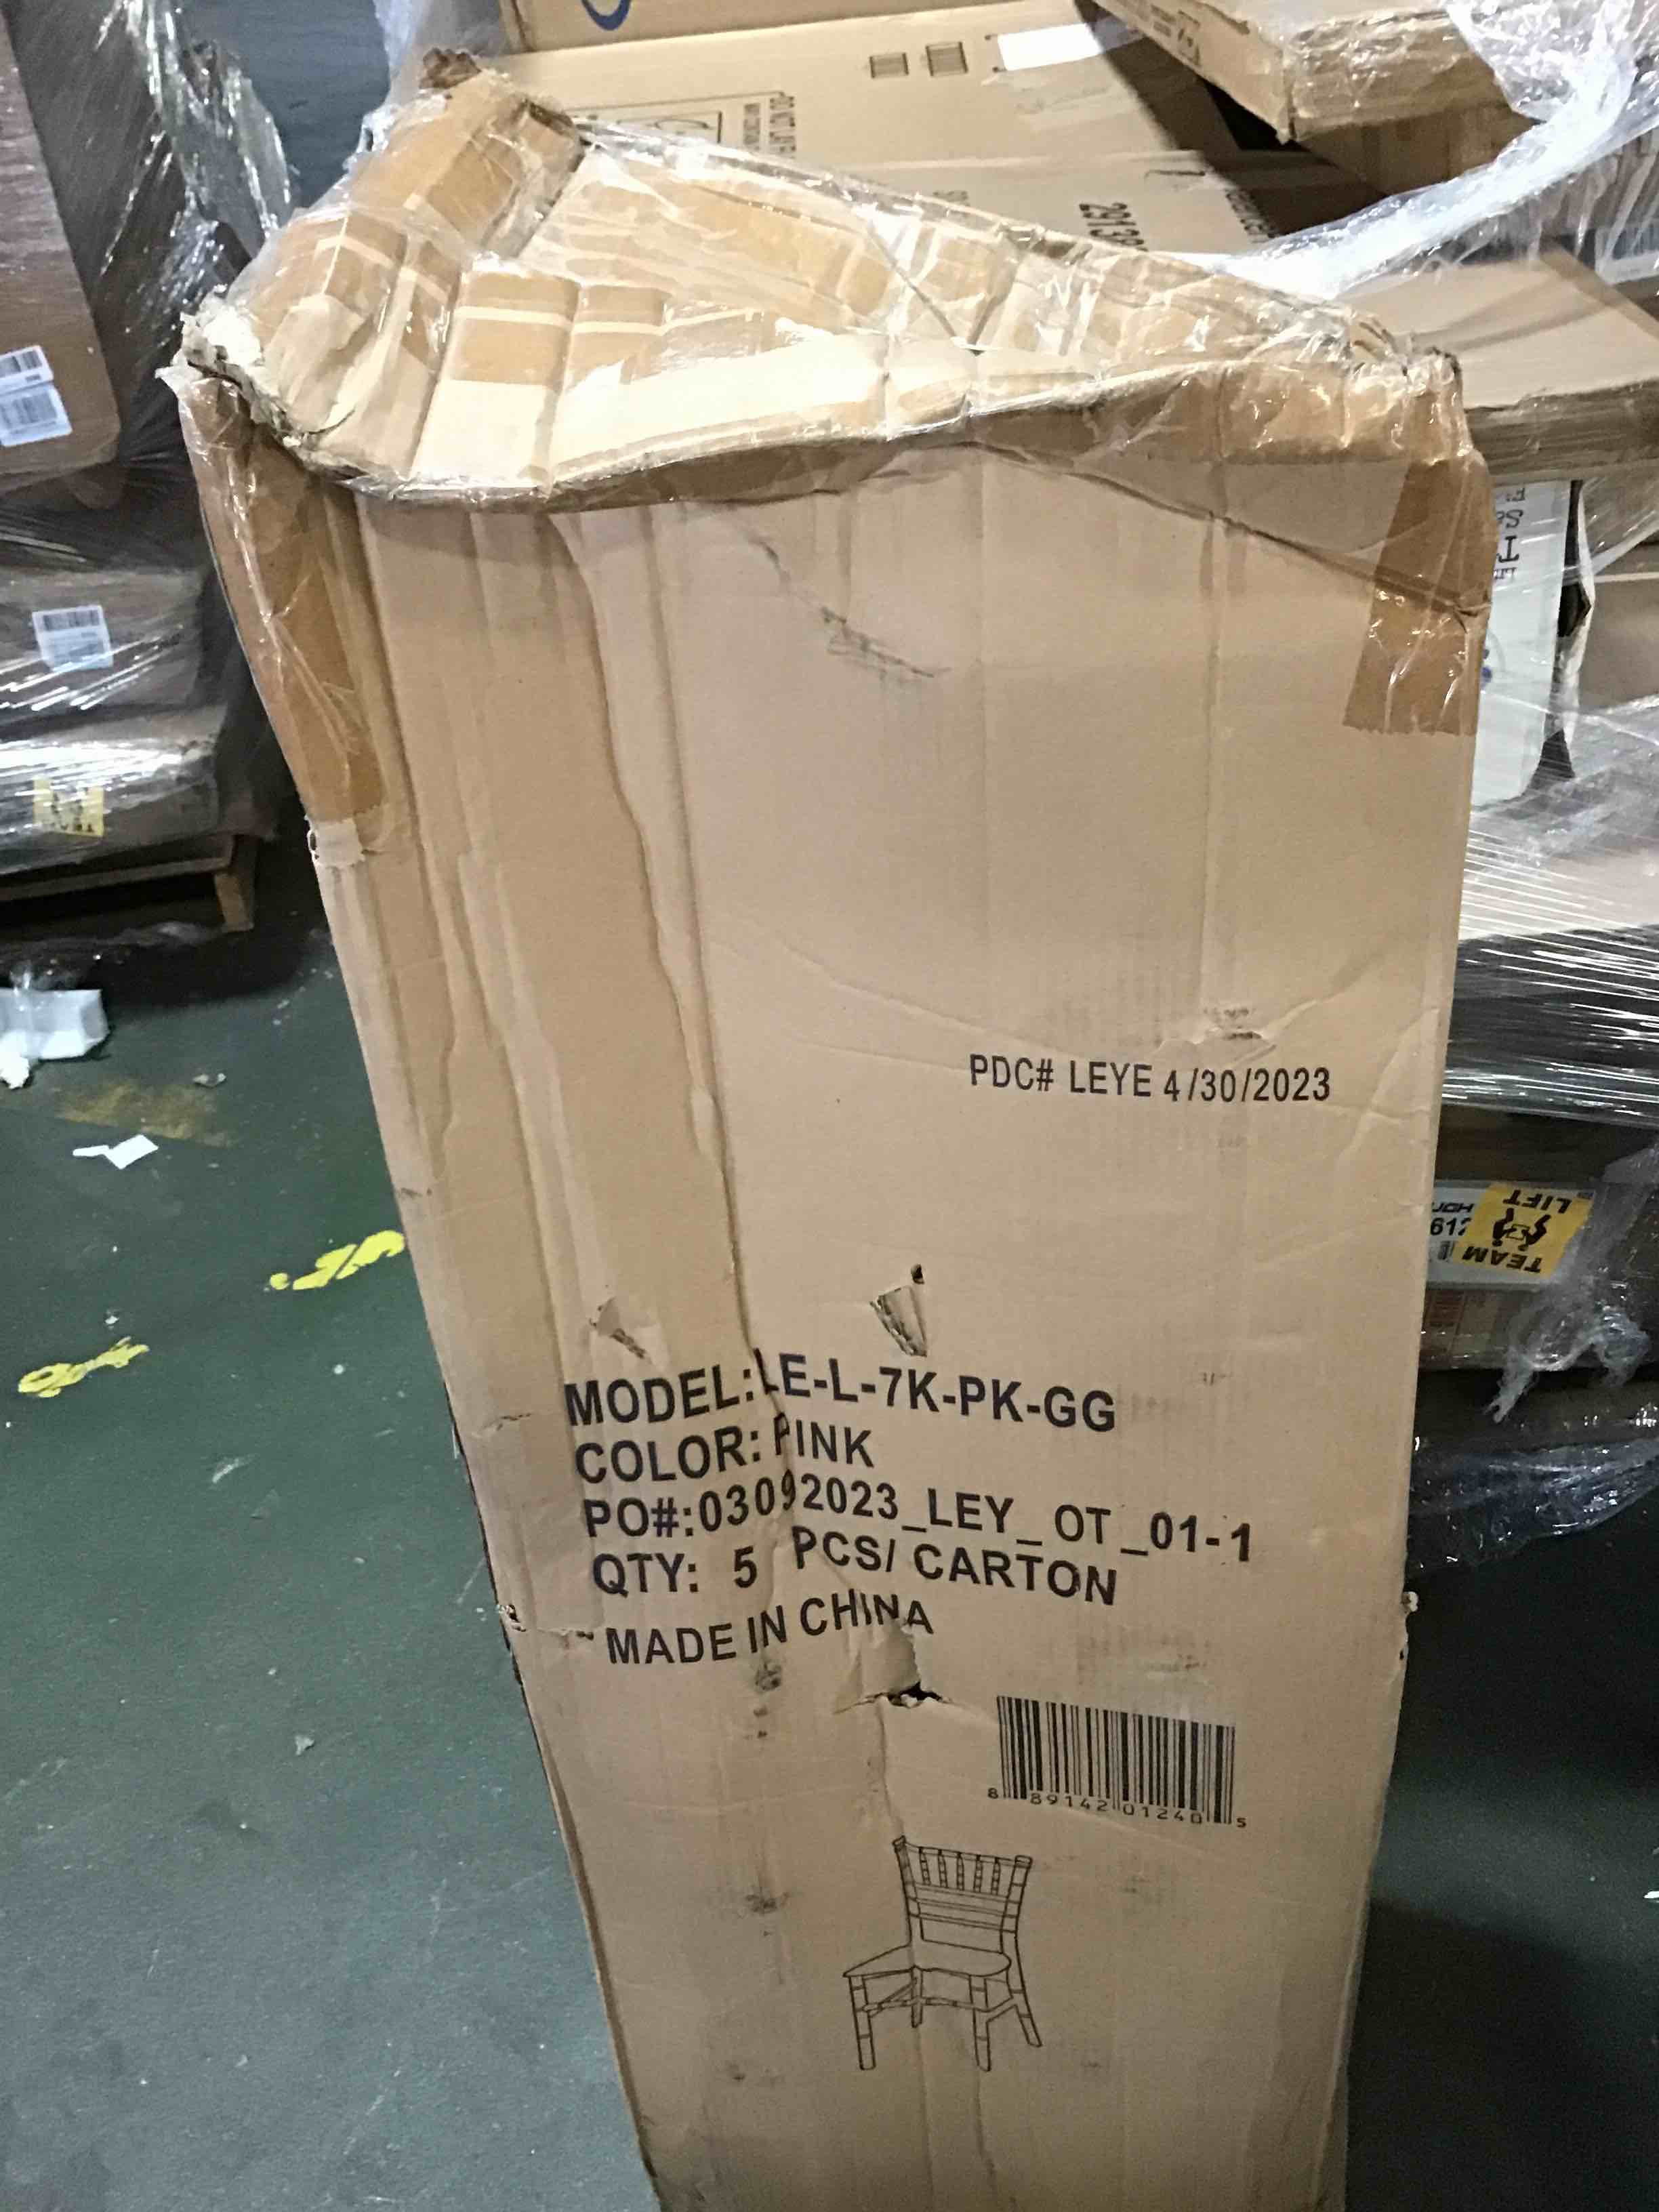 PDC# LEYE 4/30/2023
MODEL:LE-L-7K-PK-GG
COLOR: PINK
PO#:03092023_LEY_OT_01-1
QTY: 5 PCS/ CARTON
MADE IN CHINA
8 89142 01240 5
TEAM
LIFT